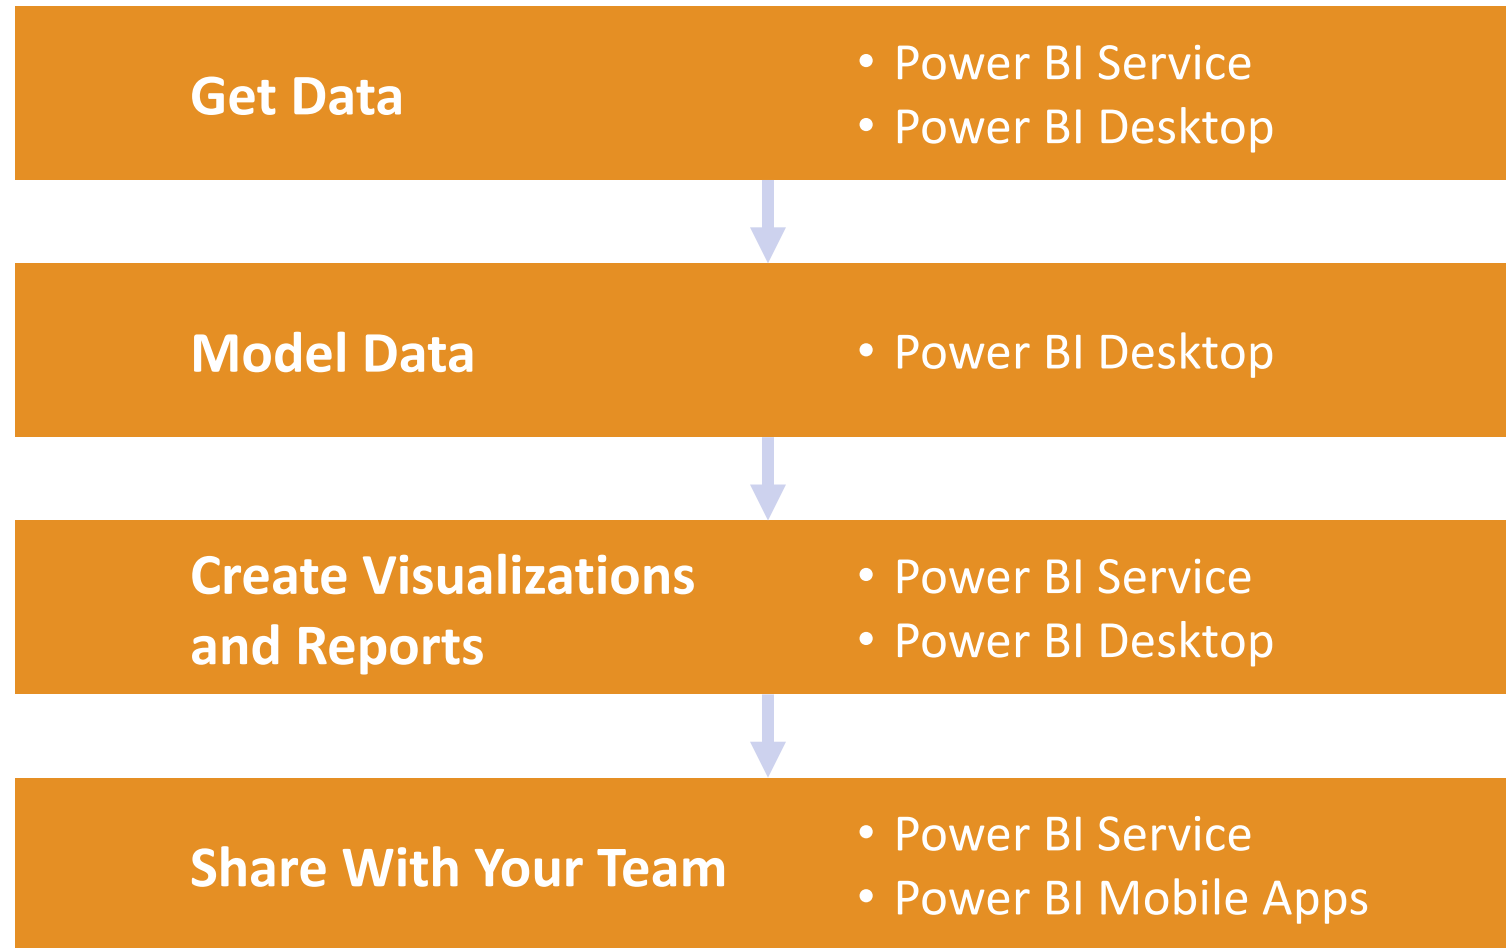 Get Data
• Power BI Service
• Power BI Desktop
Model Data
• Power BI Desktop
Create Visualizations
and Reports
• Power BI Service
• Power BI Desktop
Share With Your Team
• Power BI Service
• Power BI Mobile Apps